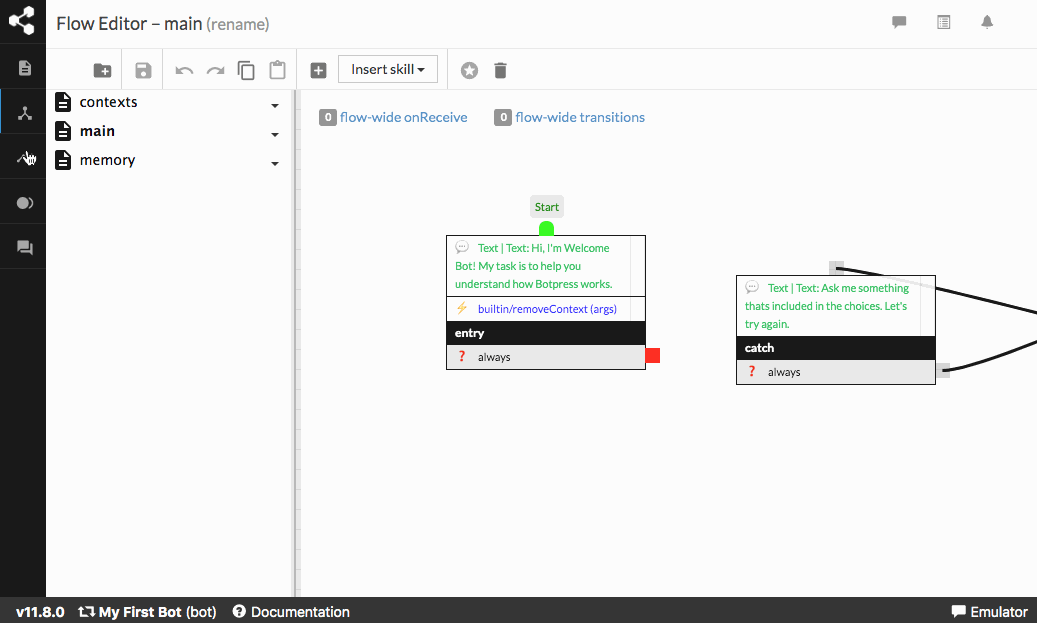 Flow Editor – main (rename)
Insert skill
contexts
main
memory
0 flow-wide onReceive
0 flow-wide transitions
Start
Text | Text: Hi, I'm Welcome
Bot! My task is to help you
understand how Botpress works.
builtin/removeContext (args)
entry
always
Text | Text: Ask me something
thats included in the choices. Let's
try again.
catch
always
v11.8.0 My First Bot (bot) Documentation
Emulator